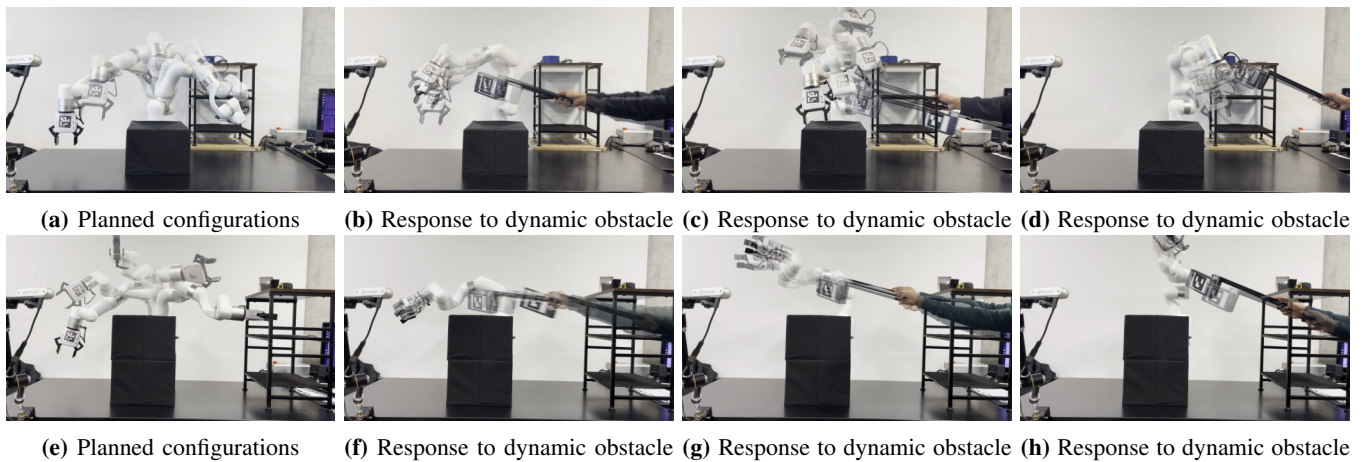 (a) Planned configurations
(b) Response to dynamic obstacle
(c) Response to dynamic obstacle
(d) Response to dynamic obstacle
(e) Planned configurations
(f) Response to dynamic obstacle
(g) Response to dynamic obstacle
(h) Response to dynamic obstacle